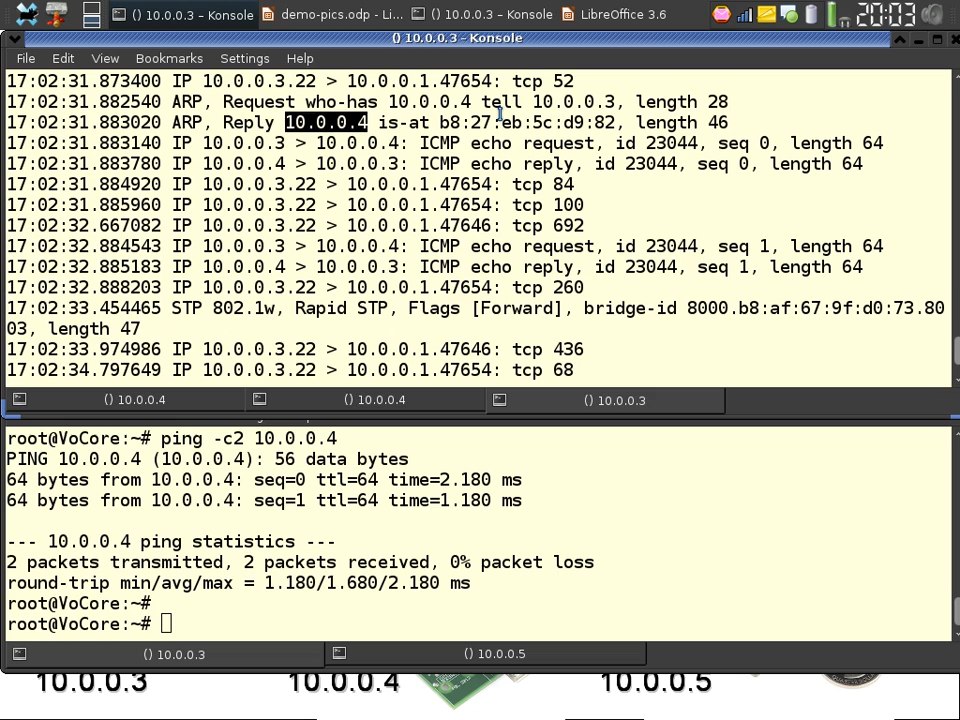 () 10.0.0.3 – Konsole
demo-pics.odp - Li...
() 10.0.0.3 – Konsole
LibreOffice 3.6
20:03
() 10.0.0.3 – Konsole
File Edit View Bookmarks Settings Help
17:02:31.873400 IP 10.0.0.3.22 > 10.0.0.1.47654: tcp 52
17:02:31.882540 ARP, Request who-has 10.0.0.4 tell 10.0.0.3, length 28
17:02:31.883020 ARP, Reply 10.0.0.4 is-at b8:27:eb:5c:d9:82, length 46
17:02:31.883140 IP 10.0.0.3 > 10.0.0.4: ICMP echo request, id 23044, seq 0, length 64
17:02:31.883780 IP 10.0.0.4 > 10.0.0.3: ICMP echo reply, id 23044, seq 0, length 64
17:02:31.884920 IP 10.0.0.3.22 > 10.0.0.1.47654: tcp 84
17:02:31.885960 IP 10.0.0.3.22 > 10.0.0.1.47654: tcp 100
17:02:32.667082 IP 10.0.0.3.22 > 10.0.0.1.47646: tcp 692
17:02:32.884543 IP 10.0.0.3 > 10.0.0.4: ICMP echo request, id 23044, seq 1, length 64
17:02:32.885183 IP 10.0.0.4 > 10.0.0.3: ICMP echo reply, id 23044, seq 1, length 64
17:02:32.888203 IP 10.0.0.3.22 > 10.0.0.1.47654: tcp 260
17:02:33.454465 STP 802.1w, Rapid STP, Flags [Forward], bridge-id 8000.b8:af:67:9f:d0:73.80
03, length 47
17:02:33.974986 IP 10.0.0.3.22 > 10.0.0.1.47646: tcp 436
17:02:34.797649 IP 10.0.0.3.22 > 10.0.0.1.47654: tcp 68
() 10.0.0.4
() 10.0.0.4
() 10.0.0.3
root@VoCore:~# ping -c2 10.0.0.4
PING 10.0.0.4 (10.0.0.4): 56 data bytes
64 bytes from 10.0.0.4: seq=0 ttl=64 time=2.180 ms
64 bytes from 10.0.0.4: seq=1 ttl=64 time=1.180 ms
--- 10.0.0.4 ping statistics ---
2 packets transmitted, 2 packets received, 0% packet loss
round-trip min/avg/max = 1.180/1.680/2.180 ms
root@VoCore:~#
root@VoCore:~#
() 10.0.0.3
() 10.0.0.5
10.0.0.3
10.0.0.4
10.0.0.5